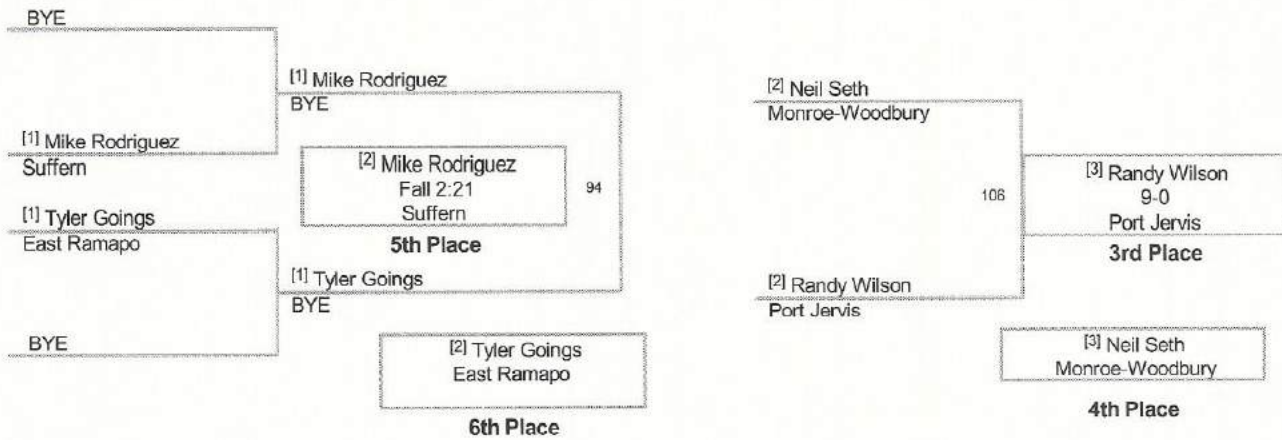 BYE
[1] Mike Rodriguez
Suffern
[1] Tyler Goings
East Ramapo
BYE
[1] Mike Rodriguez
BYE
[2] Mike Rodriguez
Fall 2:21
Suffern
5th Place
94
[1] Tyler Goings
BYE
[2] Tyler Goings
East Ramapo
6th Place
[2] Neil Seth
Monroe-Woodbury
106
[2] Randy Wilson
Port Jervis
[3] Randy Wilson
9-0
Port Jervis
3rd Place
[3] Neil Seth
Monroe-Woodbury
4th Place